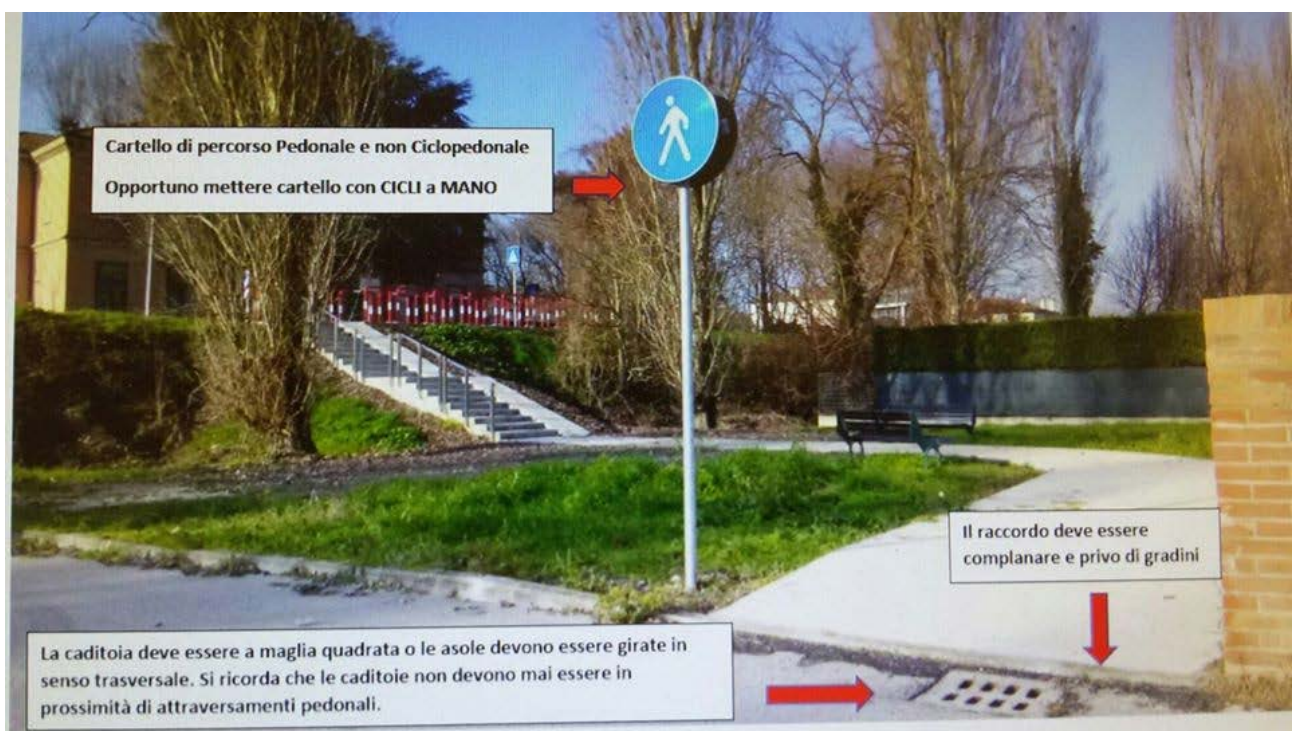 Cartello di percorso Pedonale e non Ciclopedonale
Opportuno mettere cartello con CICLI a MANO
Il raccordo deve essere
complanare e privo di gradini
La caditoia deve essere a maglia quadrata o le asole devono essere girate in
senso trasversale. Si ricorda che le caditoie non devono mai essere in
prossimità di attraversamenti pedonali.